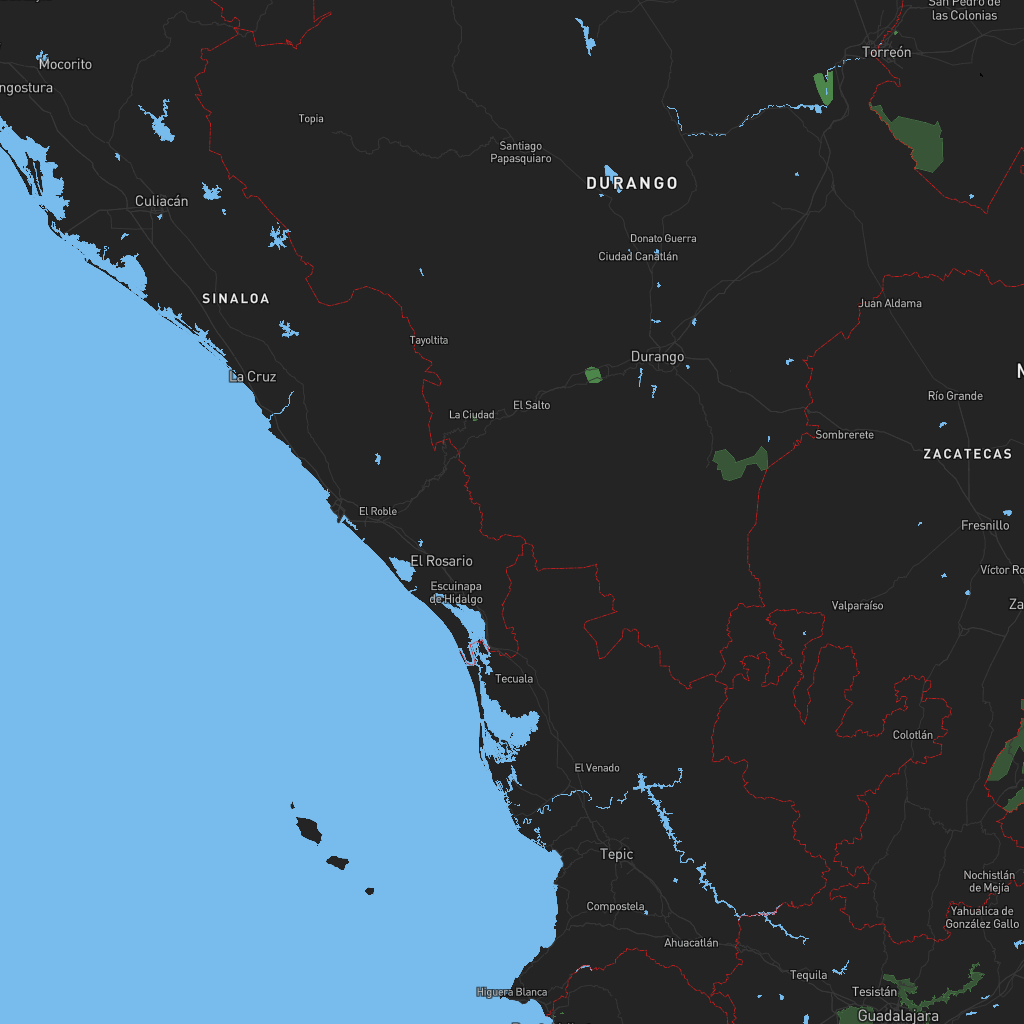 San Pedro de
las Colonias
Torreón
Mocorito
ngostura
Topia
Santiago
Papasquiaro
DURANGO
Culiacán
Donato Guerra
Ciudad Canatlán
SINALOA
Juan Aldama
Tayoltita
Durango
La Cruz
Río Grande
El Salto
La Ciudad
Sombrerete
ZACATECAS
El Roble
Fresnillo
El Rosario
Víctor Ro
Escuinapa
de Hidalgo
Valparaíso
Za
Tecuala
Colotlán
El Venado
Tepic
Nochistlán
de Mejía
Compostela
Yahualica de
González Gallo
Ahuacatlán
Tequila
Tesistán
Higuera Blanca
Guadalajara